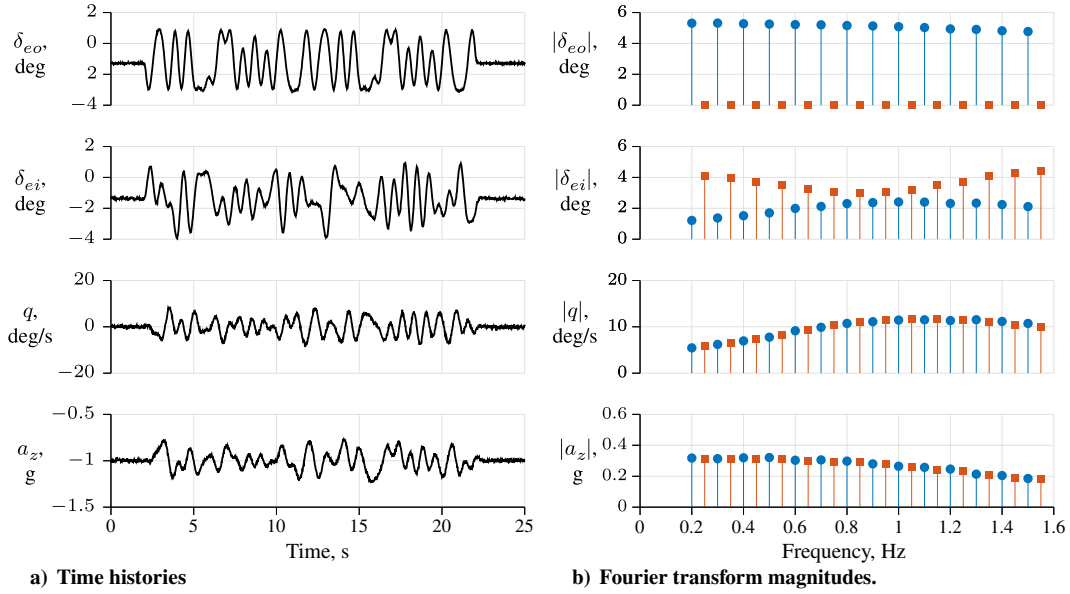 δeo,
deg
2
0
2
−4
δei,
deg
2
0
−2
−4
q,
deg/s
20
0
−20
az,
g
−0.5
−1
−1.5
0
5
10
15
20
25
Time, s
a) Time histories
|δeo|,
deg
6
4
2
0
|δei|,
deg
6
4
2
0
|q|,
deg/s
20
10
0
|az|,
g
0.6
0.4
0.2
0
0
0.2
0.4
0.6
0.8
1
1.2
1.4
1.6
Frequency, Hz
b) Fourier transform magnitudes.